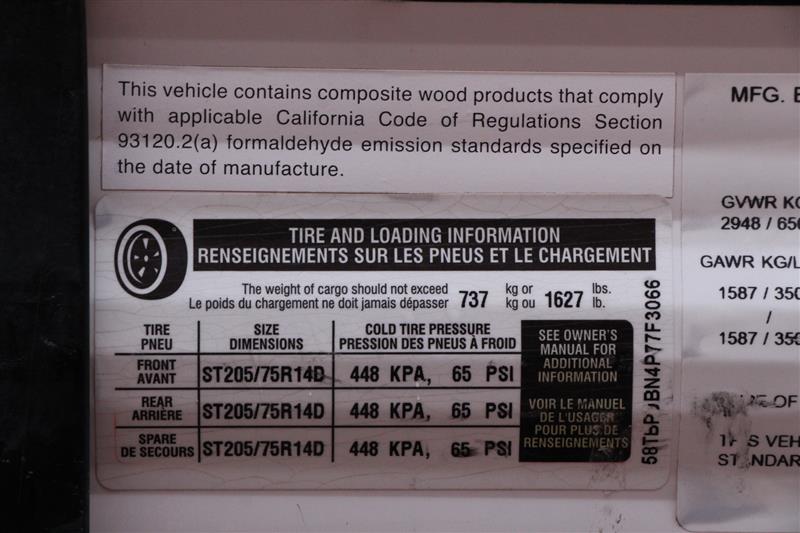 This vehicle contains composite wood products that comply
with applicable California Code of Regulations Section
93120.2(a) formaldehyde emission standards specified on
the date of manufacture.
TIRE AND LOADING INFORMATION
RENSEIGNEMENTS SUR LES PNEUS ET LE CHARGEMENT
The weight of cargo should not exceed 737 kg or 1627 lbs.
Le poids du chargement ne doit jamais dépasser kg ou lb.
TIRE SIZE COLD TIRE PRESSURE
PNEU DIMENSIONS PRESSION DES PNEUS À FROID
FRONT
AVANT ST205/75R14D 448 KPA, 65 PSI
REAR
ARRIÈRE ST205/75R14D 448 KPA, 65 PSI
SPARE
DE SECOURS ST205/75R14D 448 KPA, 65 PSI
SEE OWNER'S
MANUAL FOR
ADDITIONAL
INFORMATION
VOIR LE MANUEL
DE L'USAGER
POUR PLUS DE
RENSEIGNEMENTS
MFG.
GVWR
2948 /
GAWR
1587 /
/
1587 /
OF